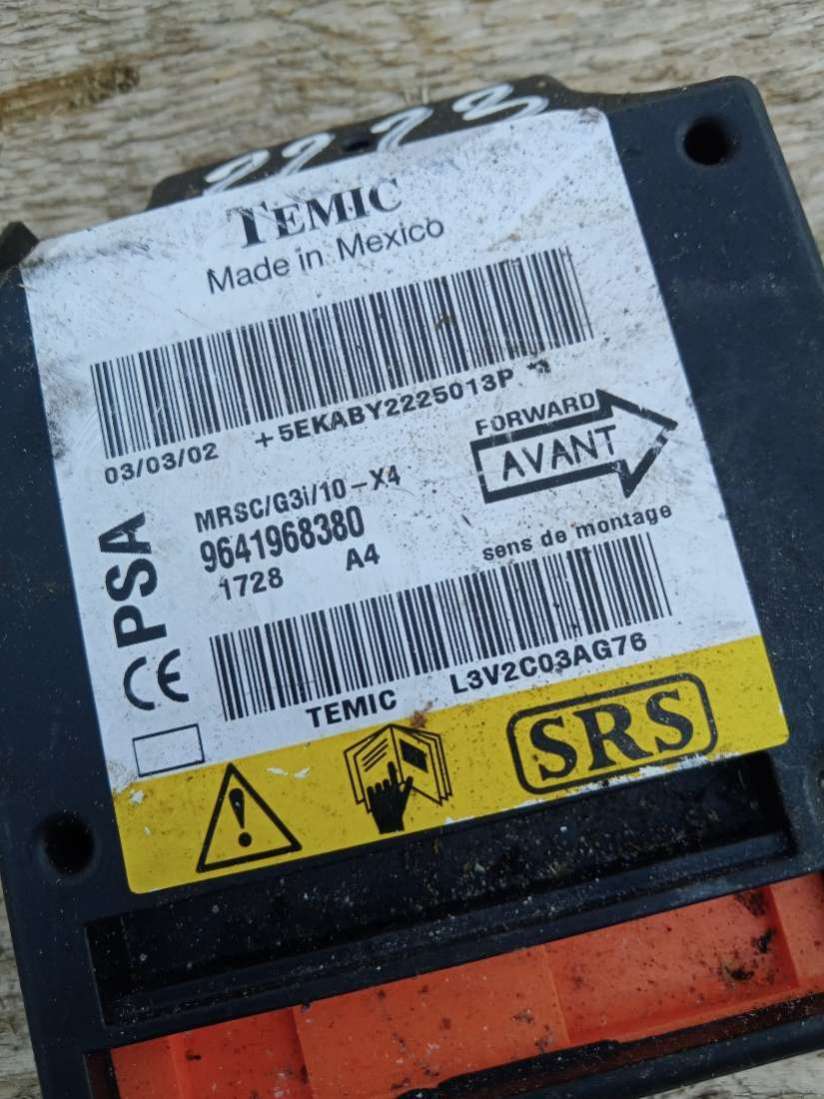 2223
TEMIC
Made in Mexico
03/03/02 +5EKABY2225013P
FORWARD
AVANT
MRSC/G3i/10-X4
9641968380
1728 A4
sens de montage
PSA
CE
TEMIC L3V2C03AG76
SRS